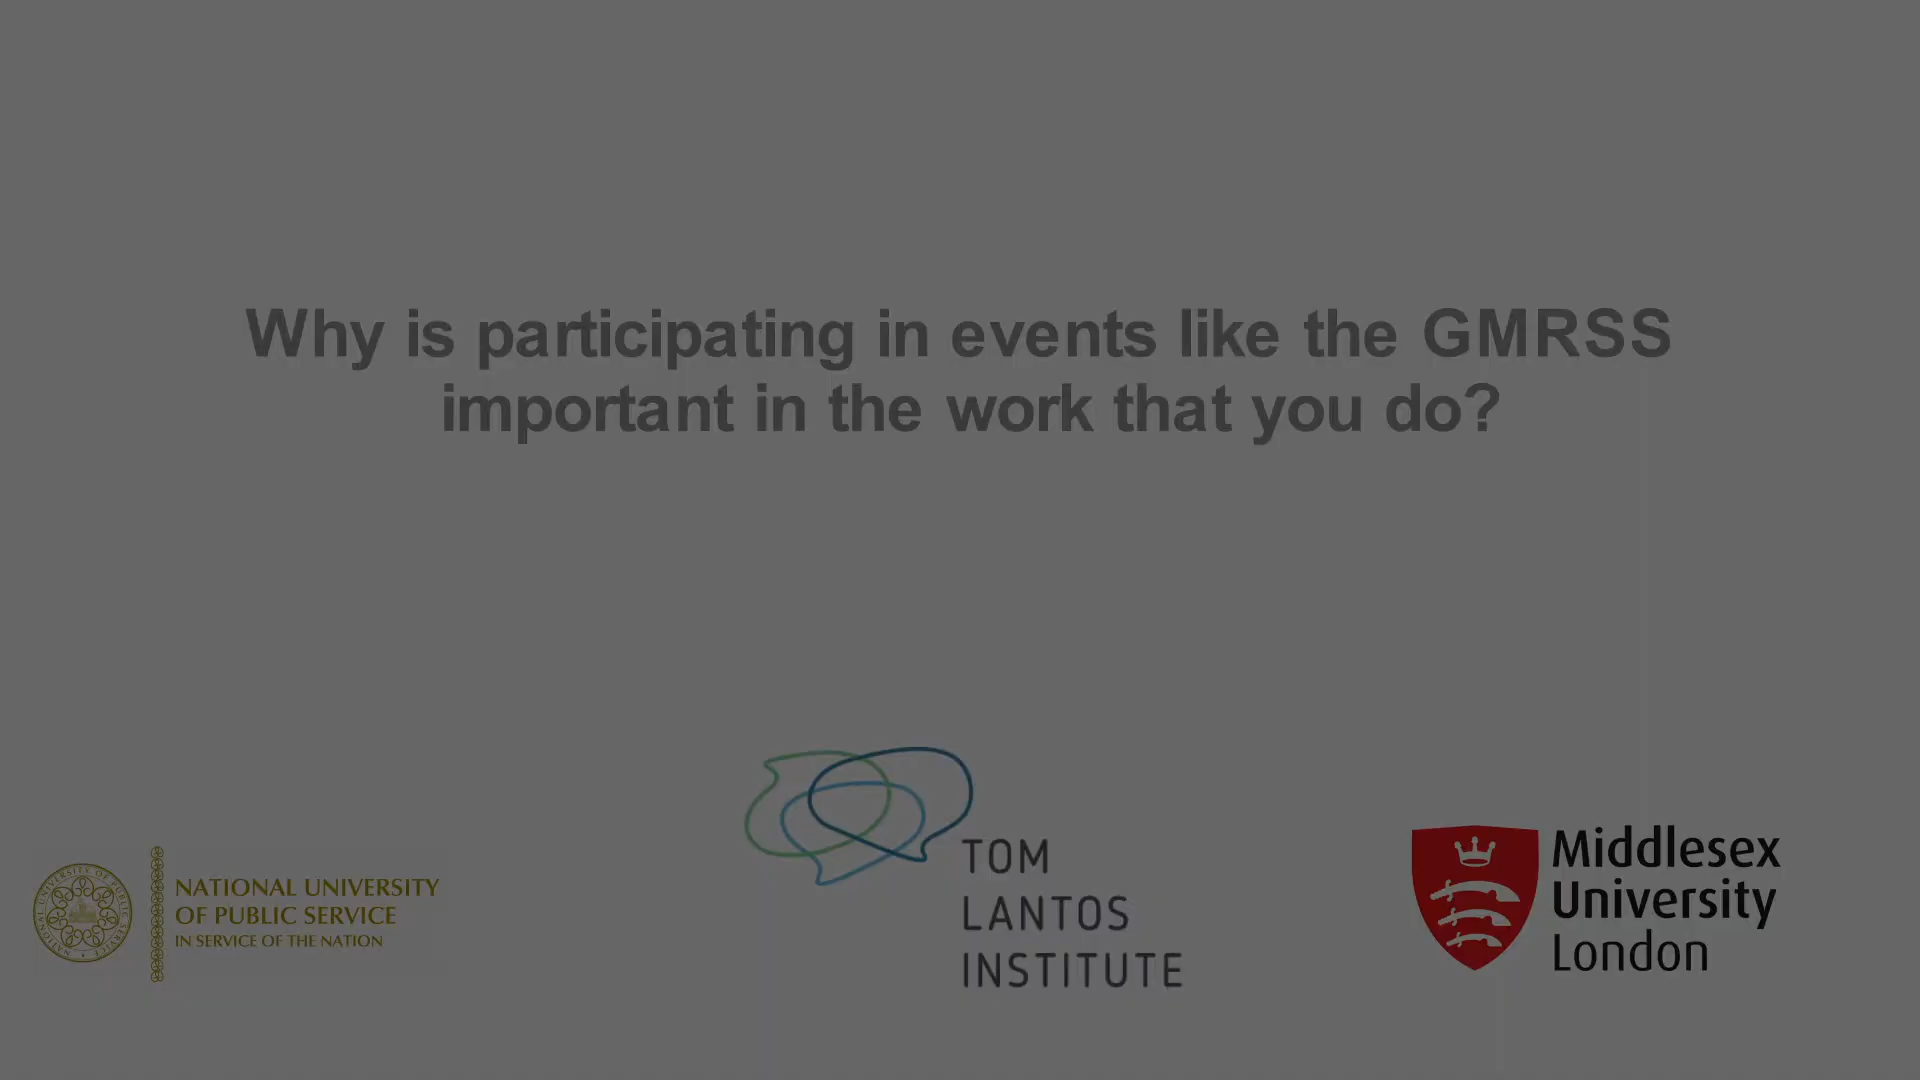 Why is participating in events like the GMRSS
important in the work that you do?
NATIONAL UNIVERSITY
OF PUBLIC SERVICE
IN SERVICE OF THE NATION
TOM
LANTOS
INSTITUTE
Middlesex
University
London